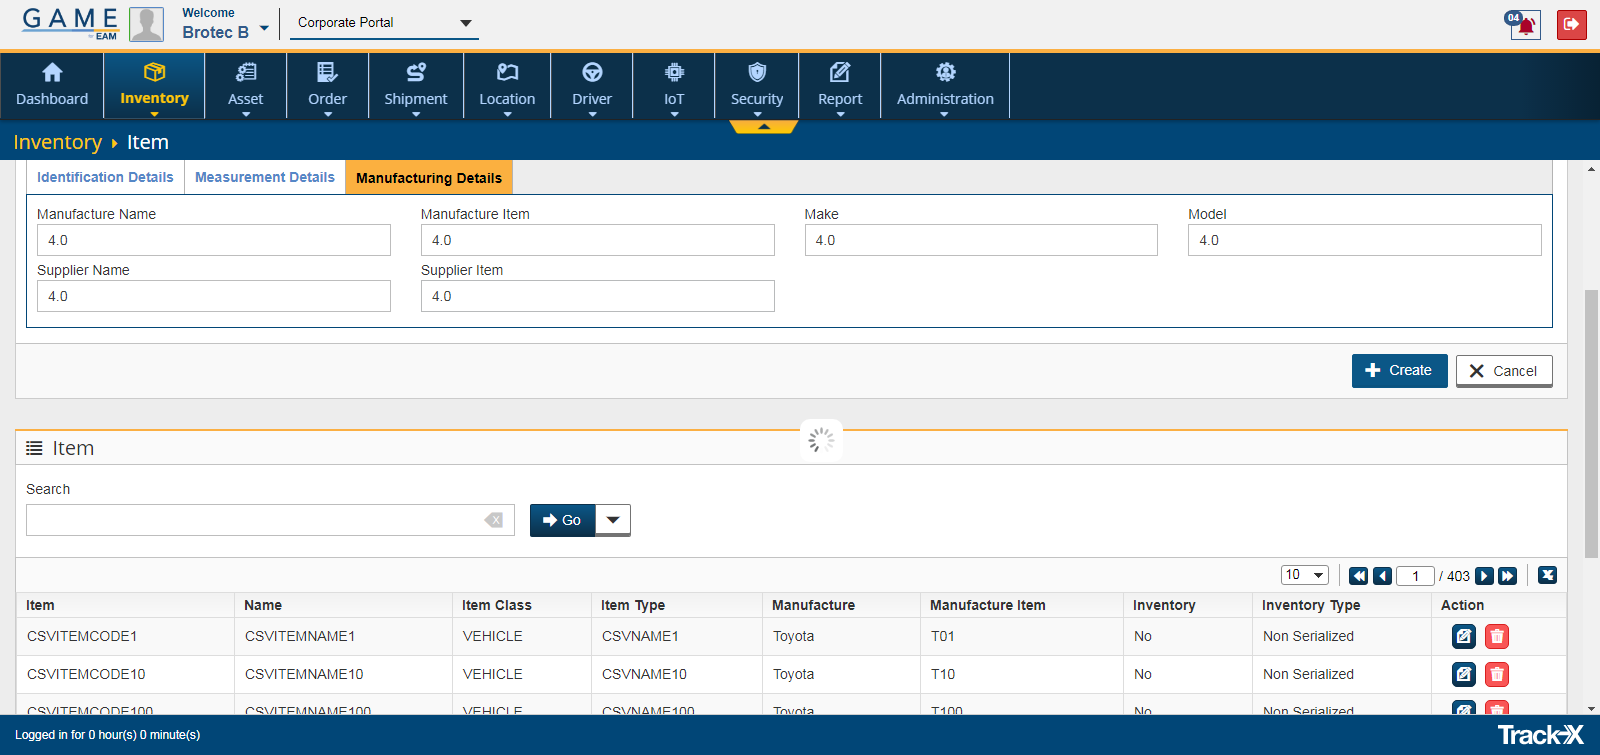 GAME
BY EAM
Welcome
Brotec B
Corporate Portal
04
Dashboard
Inventory
Asset
Order
Shipment
Location
Driver
IoT
Security
Report
Administration
Inventory Item
Identification Details Measurement Details Manufacturing Details
Manufacture Name Manufacture Item Make Model
4.0 4.0 4.0 4.0
Supplier Name Supplier Item
4.0 4.0
Create Cancel
Item
Search
Go
10 1 / 403
Item Name Item Class Item Type Manufacture Manufacture Item Inventory Inventory Type Action
CSVITEMCODE1 CSVITEMNAME1 VEHICLE CSVNAME1 Toyota T01 No Non Serialized
CSVITEMCODE10 CSVITEMNAME10 VEHICLE CSVNAME10 Toyota T10 No Non Serialized
CSVITEMCODE100 CSVITEMNAME100 VEHICLE CSVNAME100 Toyota T100 No Non Serialized
Logged in for 0 hour(s) 0 minute(s)
Track-X